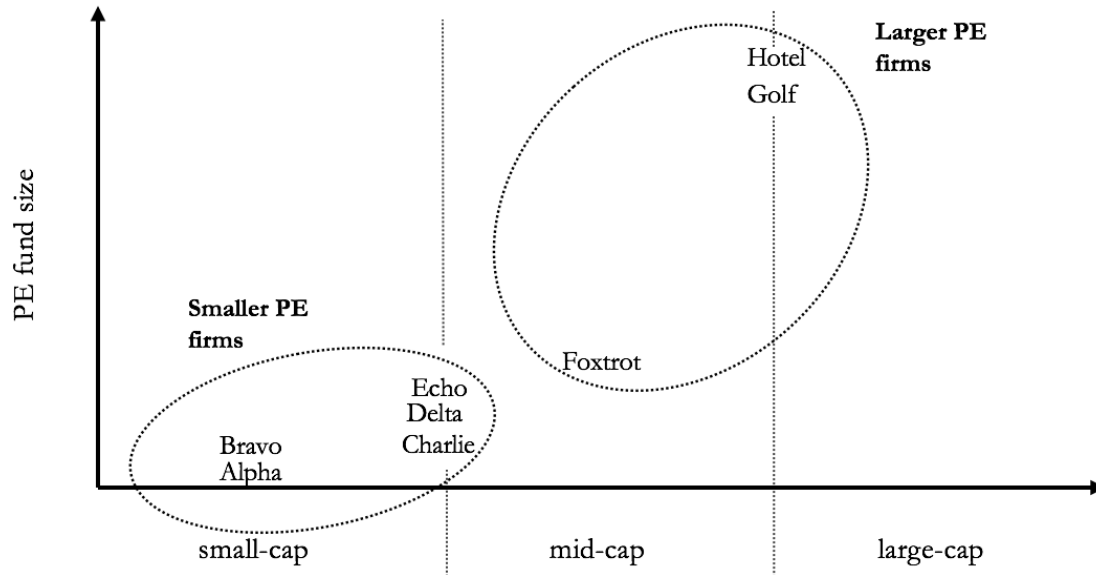 Larger PE
firms
Hotel
Golf
PE fund size
Smaller PE
firms
Foxtrot
Echo
Delta
Charlie
Bravo
Alpha
small-cap
mid-cap
large-cap